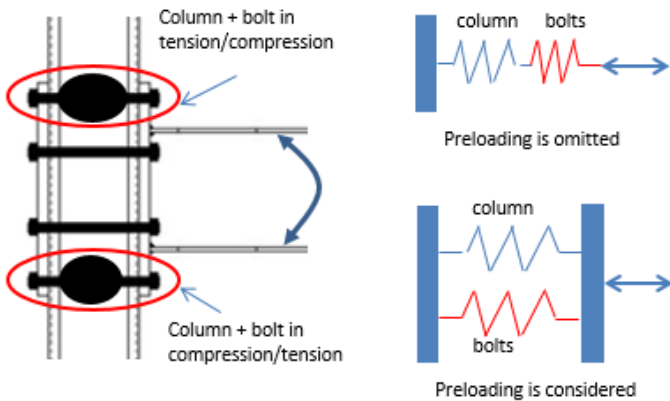 Column + bolt in
tension/compression
column
bolts
Preloading is omitted
column
bolts
Column + bolt in
compression/tension
Preloading is considered